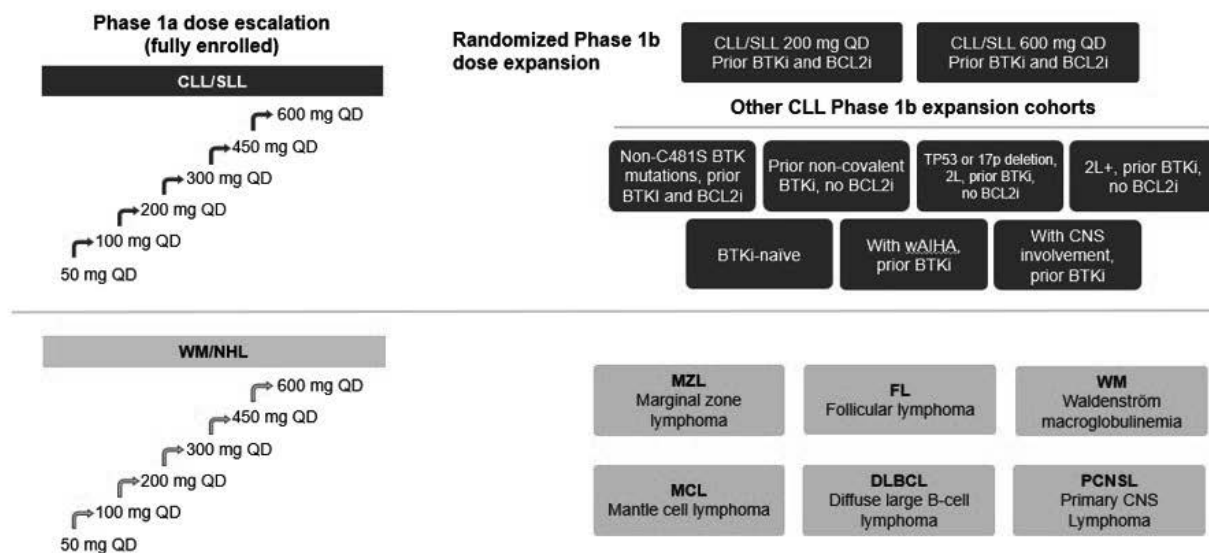 Phase 1a dose escalation
(fully enrolled)
CLL/SLL
600 mg QD
450 mg QD
300 mg QD
200 mg QD
100 mg QD
50 mg QD
Randomized Phase 1b
dose expansion
CLL/SLL 200 mg QD
Prior BTKi and BCL2i
CLL/SLL 600 mg QD
Prior BTKi and BCL2i
Other CLL Phase 1b expansion cohorts
Non-C481S BTK
mutations, prior
BTKI and BCL2i
Prior non-covalent
BTKi, no BCL2i
TP53 or 17p deletion,
2L, prior BTKi,
no BCL2i
2L+, prior BTKi,
no BCL2i
BTKi-naïve
With wAIHA,
prior BTKi
With CNS
involvement,
prior BTKi
WM/NHL
600 mg QD
450 mg QD
300 mg QD
200 mg QD
100 mg QD
50 mg QD
MZL
Marginal zone
lymphoma
FL
Follicular lymphoma
WM
Waldenström
macroglobulinemia
MCL
Mantle cell lymphoma
DLBCL
Diffuse large B-cell
lymphoma
PCNSL
Primary CNS
Lymphoma